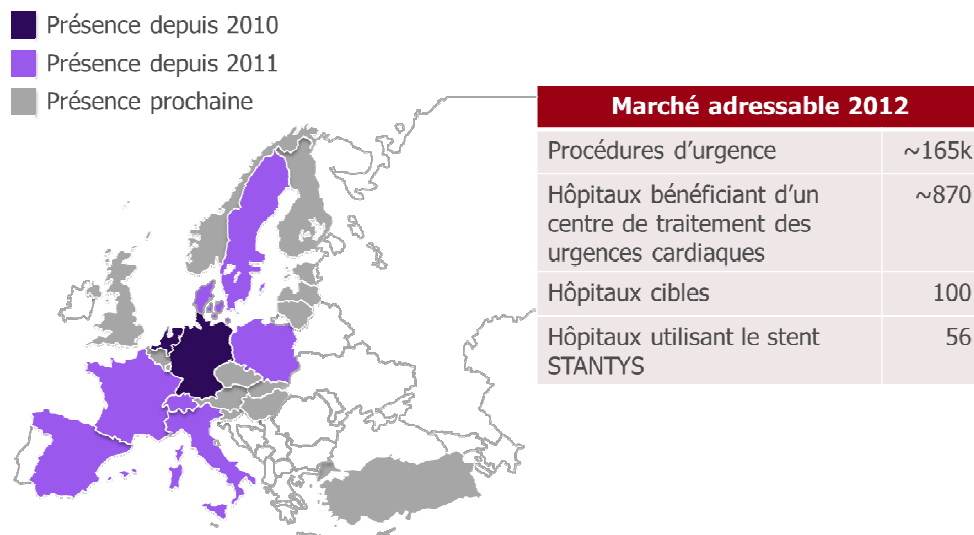 Présence depuis 2010
Présence depuis 2011
Présence prochaine
Marché adressable 2012
Procédures d’urgence ~165k
Hôpitaux bénéficiant d’un ~870
centre de traitement des
urgences cardiaques
Hôpitaux cibles 100
Hôpitaux utilisant le stent 56
STANTYS